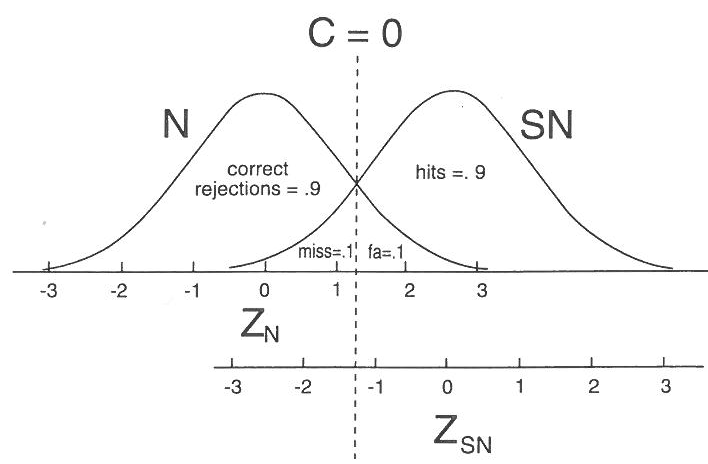 C = 0
N
SN
correct
rejections = .9
hits =. 9
miss=.1
fa=.1
-3 -2 -1 0 1 2 3
Z_N
-3 -2 -1 0 1 2 3
Z_SN